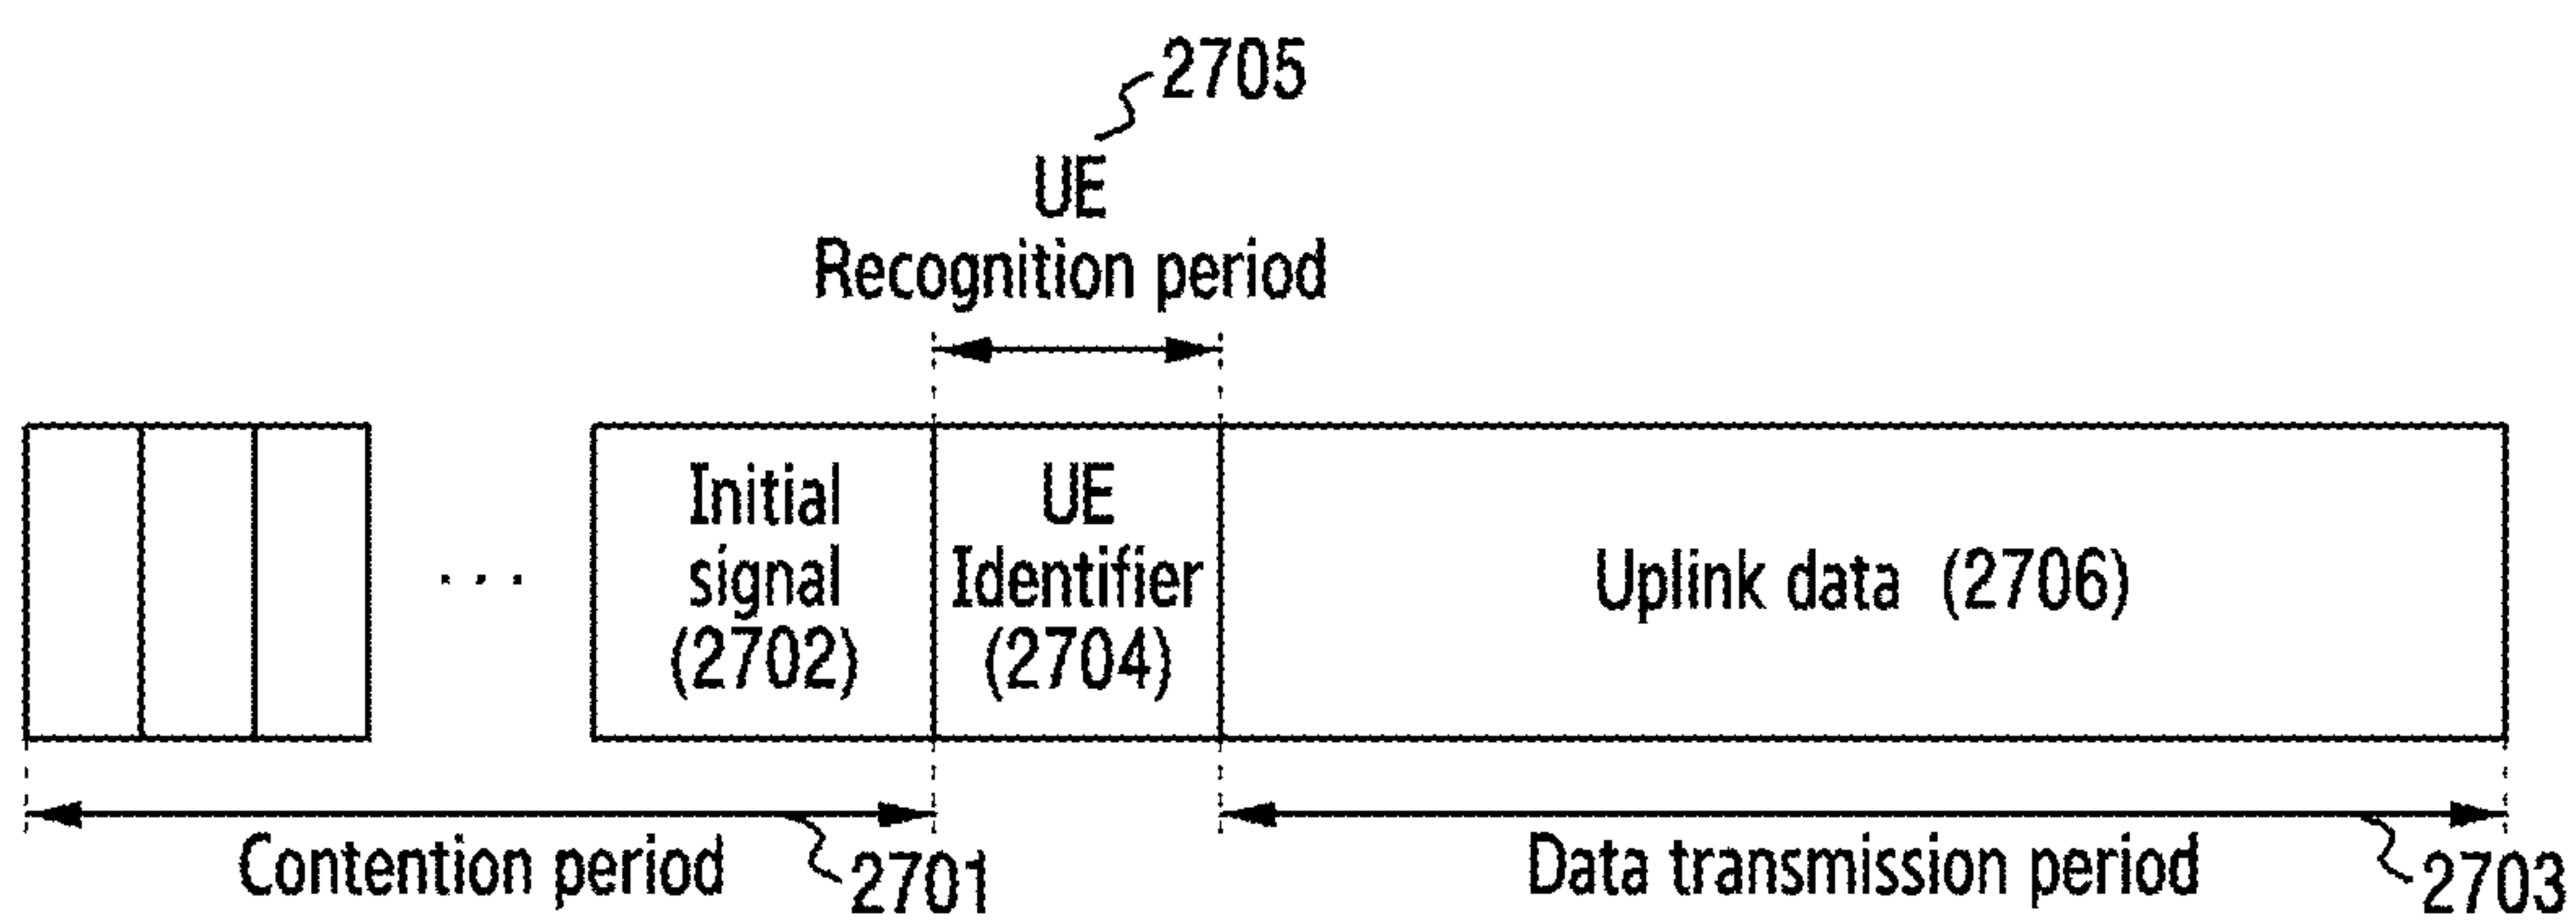 2705
UE
Recognition period
Initial
signal
(2702)
...
UE
Identifier
(2704)
Uplink data (2706)
Contention period
2701
Data transmission period
2703